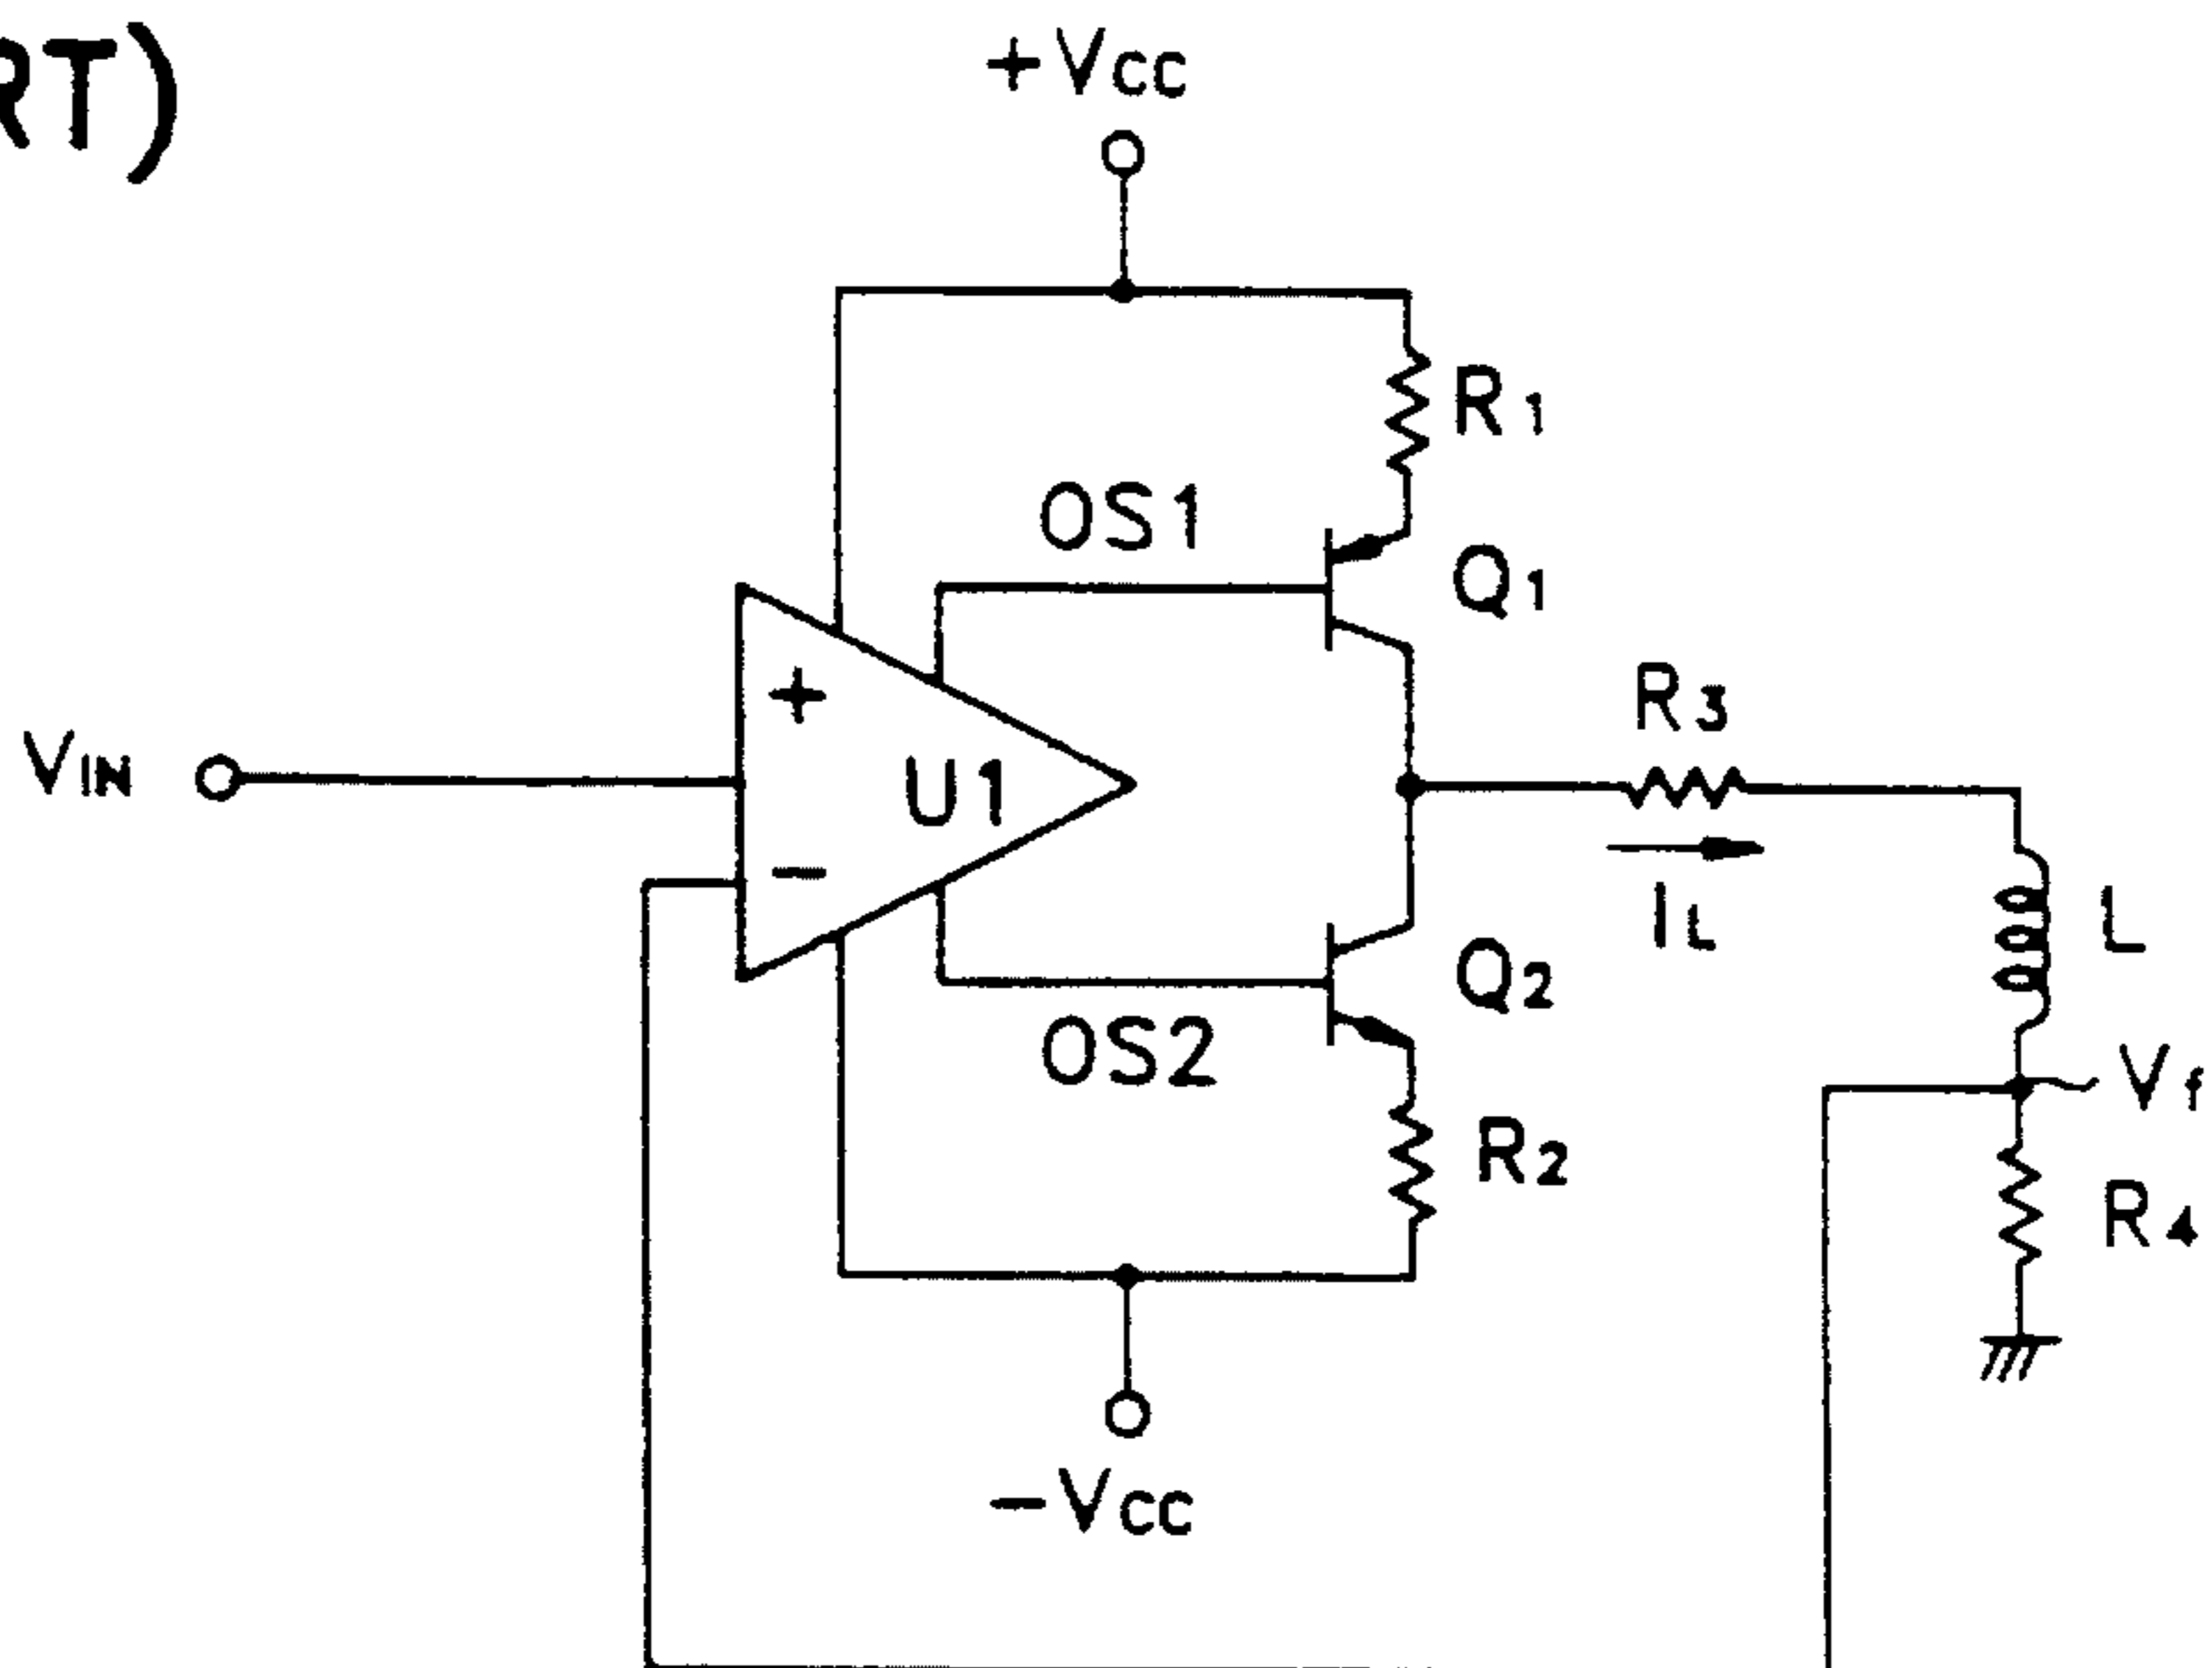 RT)
+Vcc
R1
OS1
Q1
+
R3
VIN
U1
IL
−
L
Q2
OS2
Vf
R2
R4
−Vcc